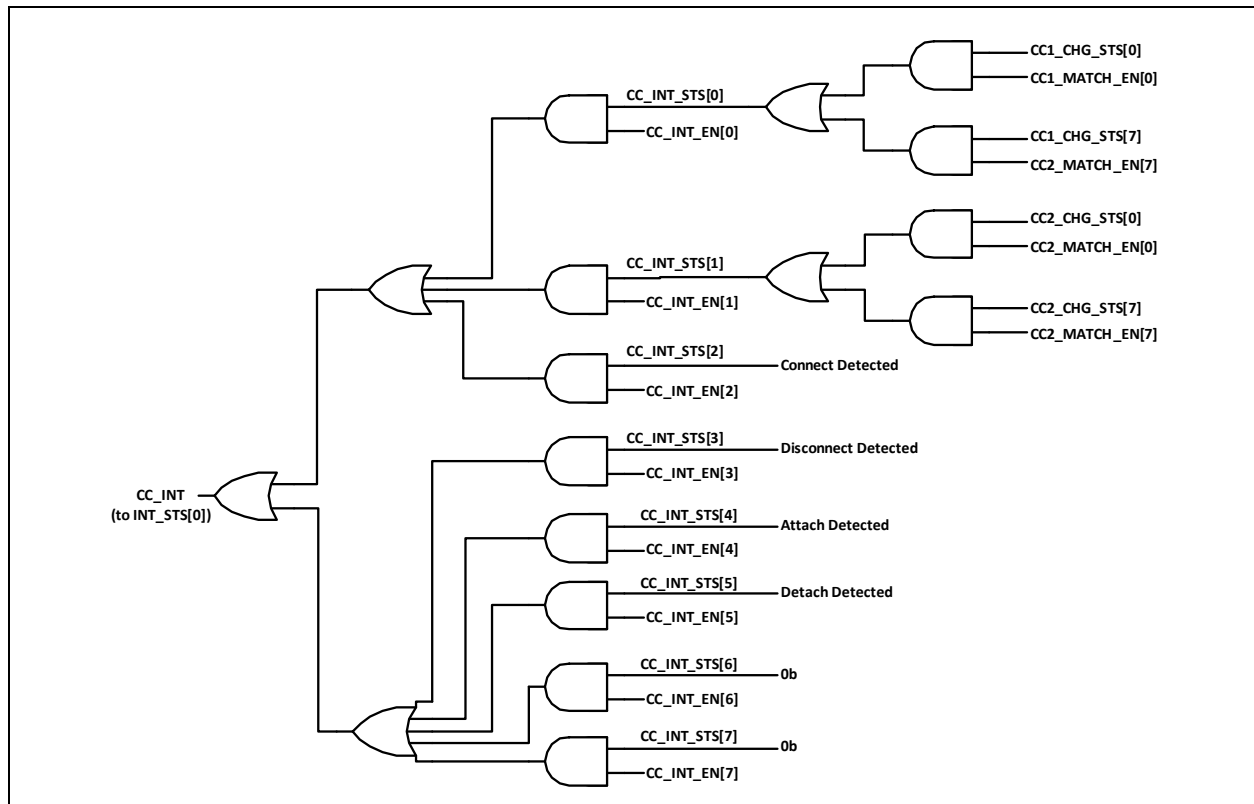 CC1_CHG_STS[0]
CC1_MATCH_EN[0]
CC_INT_STS[0]
CC_INT_EN[0]
CC1_CHG_STS[7]
CC2_MATCH_EN[7]
CC2_CHG_STS[0]
CC2_MATCH_EN[0]
CC_INT_STS[1]
CC_INT_EN[1]
CC2_CHG_STS[7]
CC2_MATCH_EN[7]
CC_INT_STS[2]
Connect Detected
CC_INT_EN[2]
CC_INT_STS[3]
Disconnect Detected
CC_INT_EN[3]
CC_INT
(to INT_STS[0])
CC_INT_STS[4]
Attach Detected
CC_INT_EN[4]
CC_INT_STS[5]
Detach Detected
CC_INT_EN[5]
CC_INT_STS[6]
0b
CC_INT_EN[6]
CC_INT_STS[7]
0b
CC_INT_EN[7]